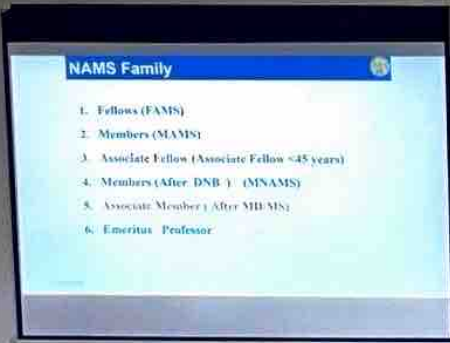 NAMS Family
1. Fellows (FAMS)
2. Members (MAMS)
3. Associate Fellow (Associate Fellow <45 years)
4. Members (After DNB ) (MNAMS)
5. Associate Member ( After MD/MS)
6. Emeritus Professor